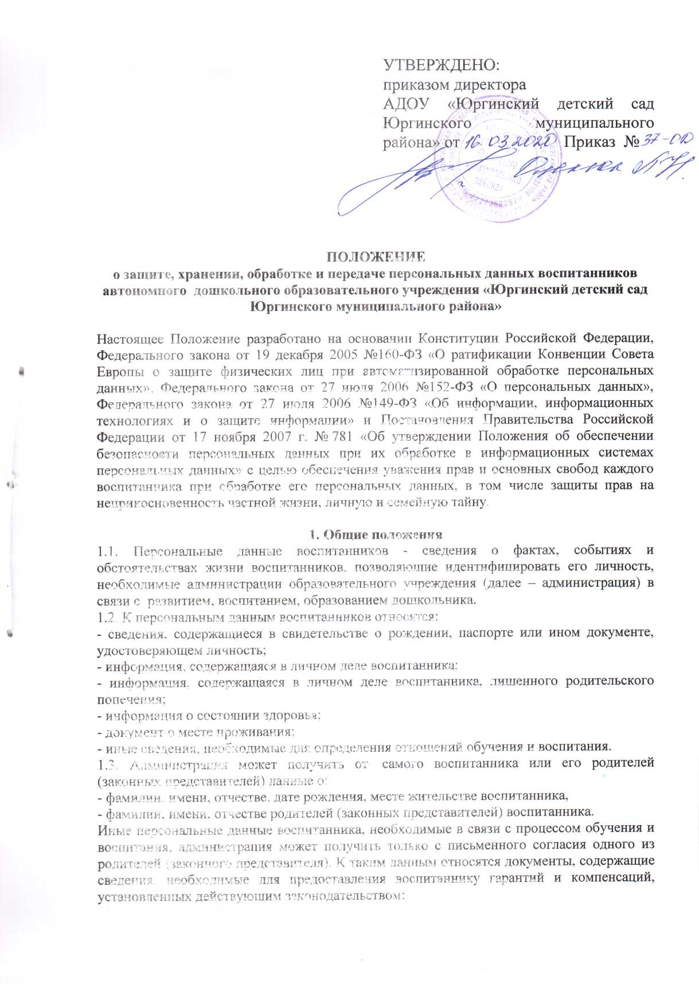 УТВЕРЖДЕНО:
приказом директора
АДОУ «Юргинский детский сад
Юргинского муниципального
района» от 16.03.2020 Приказ № 37-ОД
ПОЛОЖЕНИЕ
о защите, хранении, обработке и передаче персональных данных воспитанников
автономного дошкольного образовательного учреждения «Юргинский детский сад
Юргинского муниципального района»
Настоящее Положение разработано на основании Конституции Российской Федерации,
Федерального закона от 19 декабря 2005 №160-ФЗ «О ратификации Конвенции Совета
Европы о защите физических лиц при автоматизированной обработке персональных
данных», Федерального закона от 27 июля 2006 №152-ФЗ «О персональных данных»,
Федерального закона от 27 июля 2006 №149-ФЗ «Об информации, информационных
технологиях и о защите информации» и Постановления Правительства Российской
Федерации от 17 ноября 2007 г. № 781 «Об утверждении Положения об обеспечении
безопасности персональных данных при их обработке в информационных системах
персональных данных» с целью обеспечения уважения прав и основных свобод каждого
воспитанника при обработке его персональных данных, в том числе защиты прав на
неприкосновенность частной жизни, личную и семейную тайну.
1. Общие положения
1.1. Персональные данные воспитанников - сведения о фактах, событиях и
обстоятельствах жизни воспитанников, позволяющие идентифицировать его личность,
необходимые администрации образовательного учреждения (далее – администрация) в
связи с развитием, воспитанием, образованием дошкольника.
1.2. К персональным данным воспитанников относятся:
- сведения, содержащиеся в свидетельстве о рождении, паспорте или ином документе,
удостоверяющем личность;
- информация, содержащаяся в личном деле воспитанника;
- информация, содержащаяся в личном деле воспитанника, лишенного родительского
попечения;
- информация о состоянии здоровья;
- документ о месте проживания;
- иные сведения, необходимые для определения отношений обучения и воспитания.
1.3. Администрация может получить от самого воспитанника или его родителей
(законных представителей) данные о:
- фамилии, имени, отчестве, дате рождения, месте жительстве воспитанника,
- фамилии, имени, отчестве родителей (законных представителей) воспитанника.
Иные персональные данные воспитанника, необходимые в связи с процессом обучения и
воспитания, администрация может получить только с письменного согласия одного из
родителей (законного представителя). К таким данным относятся документы, содержащие
сведения, необходимые для предоставления воспитаннику гарантий и компенсаций,
установленных действующим законодательством: